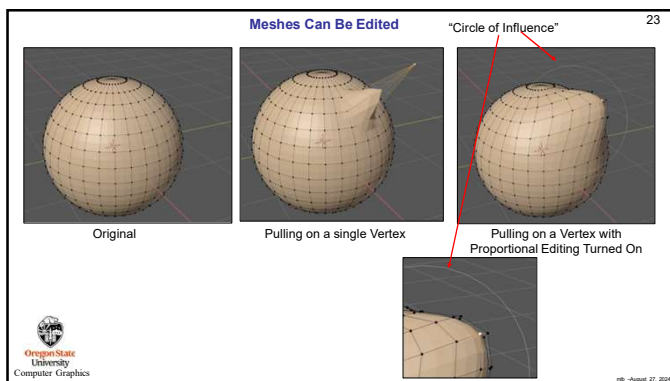 Meshes Can Be Edited
"Circle of Influence"
23
Original
Pulling on a single Vertex
Pulling on a Vertex with
Proportional Editing Turned On
Oregon State
University
Computer Graphics
mjb –August 27, 2024